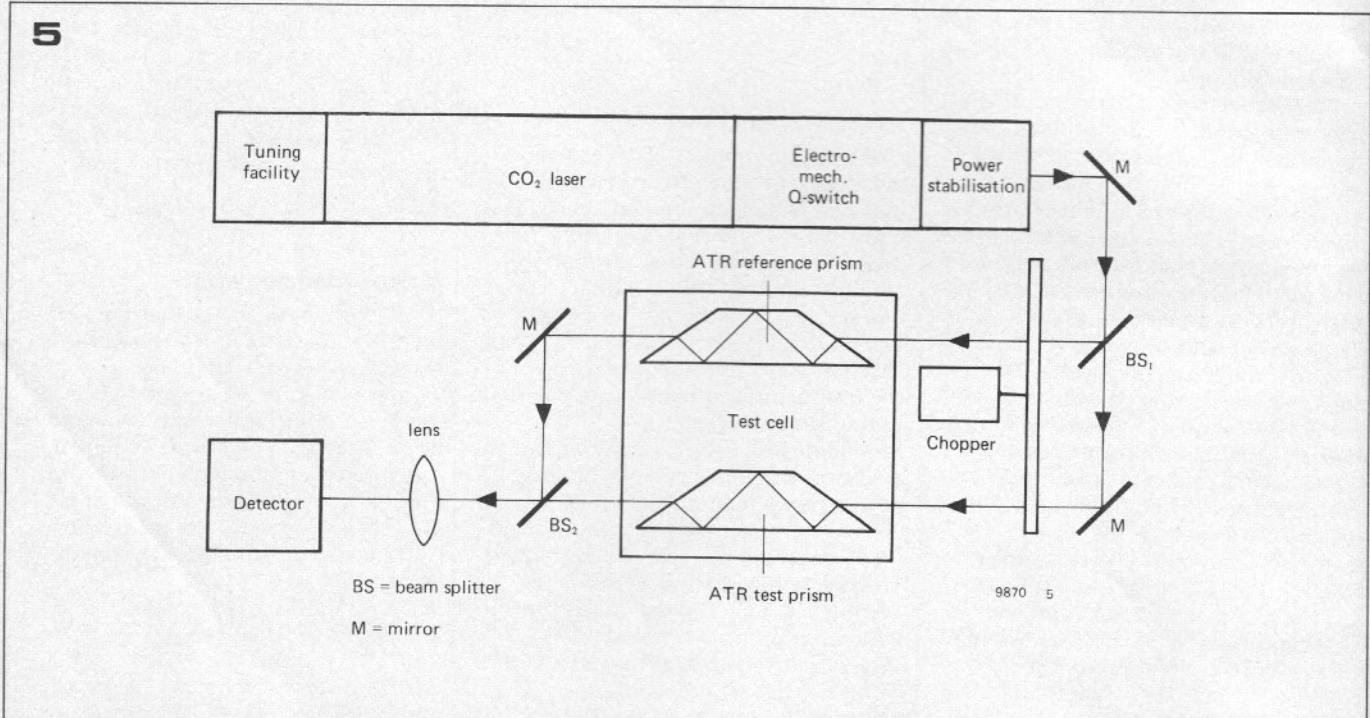 5
Tuning
facility
CO₂ laser
Electro-
mech.
Q-switch
Power
stabilisation
M
ATR reference prism
M
BS₁
Test cell
Chopper
lens
Detector
BS₂
M
BS = beam splitter
ATR test prism
9870 5
M = mirror